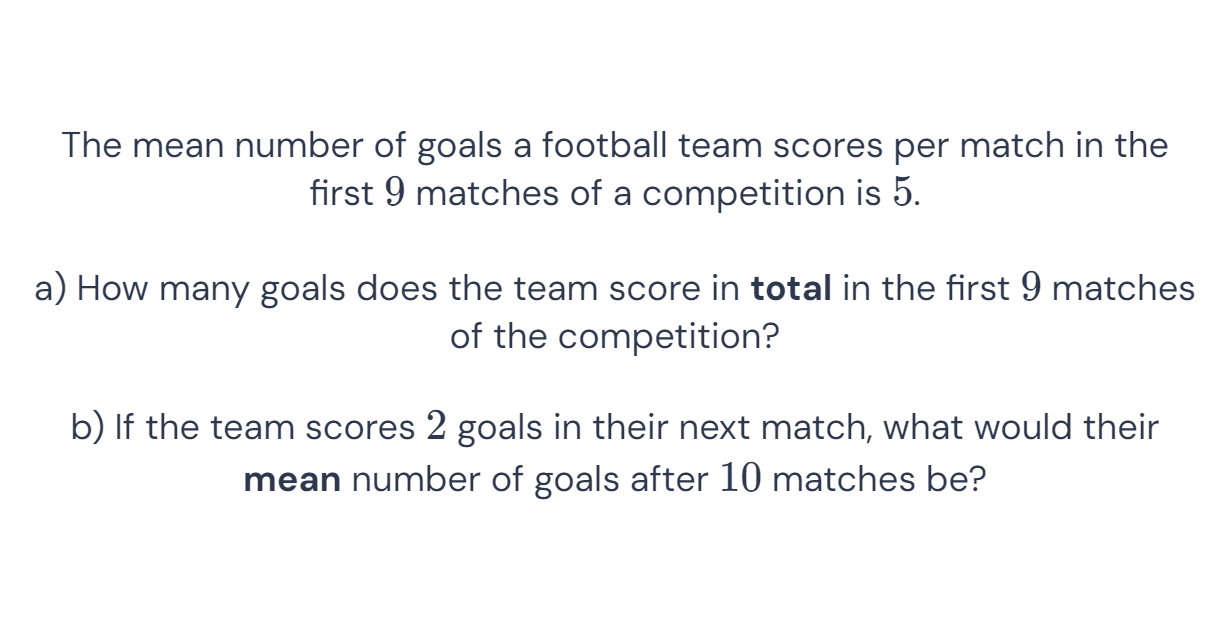 The mean number of goals a football team scores per match in the
first 9 matches of a competition is 5.
a) How many goals does the team score in total in the first 9 matches
of the competition?
b) If the team scores 2 goals in their next match, what would their
mean number of goals after 10 matches be?